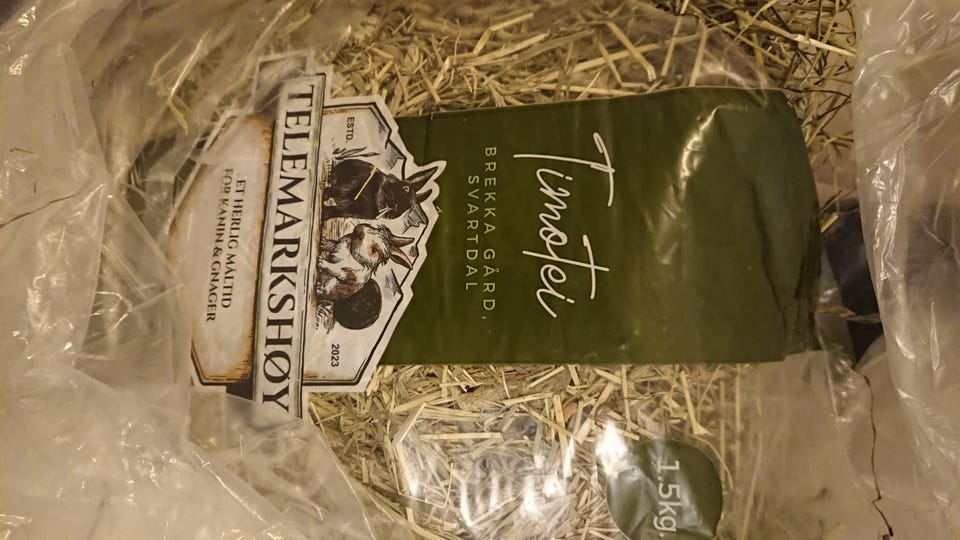 ESTD.
2023
TELEMARKSHØY
ET HERLIG MÅLTID
FOR KANIN & GNAGER
BREKKA GÅRD,
SVARTDAL
Timotei
1.5kg.